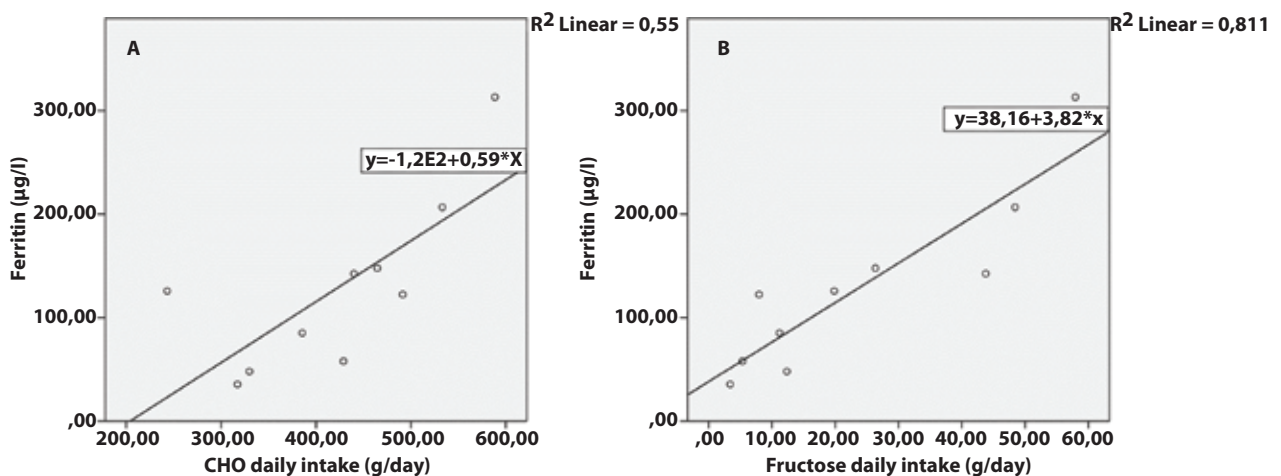 R² Linear = 0,55
A
300,00
200,00
100,00
,00
Ferritin (µg/l)
y=-1,2E2+0,59*X
200,00 300,00 400,00 500,00 600,00
CHO daily intake (g/day)
R² Linear = 0,811
B
300,00
200,00
100,00
,00
Ferritin (µg/l)
y=38,16+3,82*x
,00 10,00 20,00 30,00 40,00 50,00 60,00
Fructose daily intake (g/day)